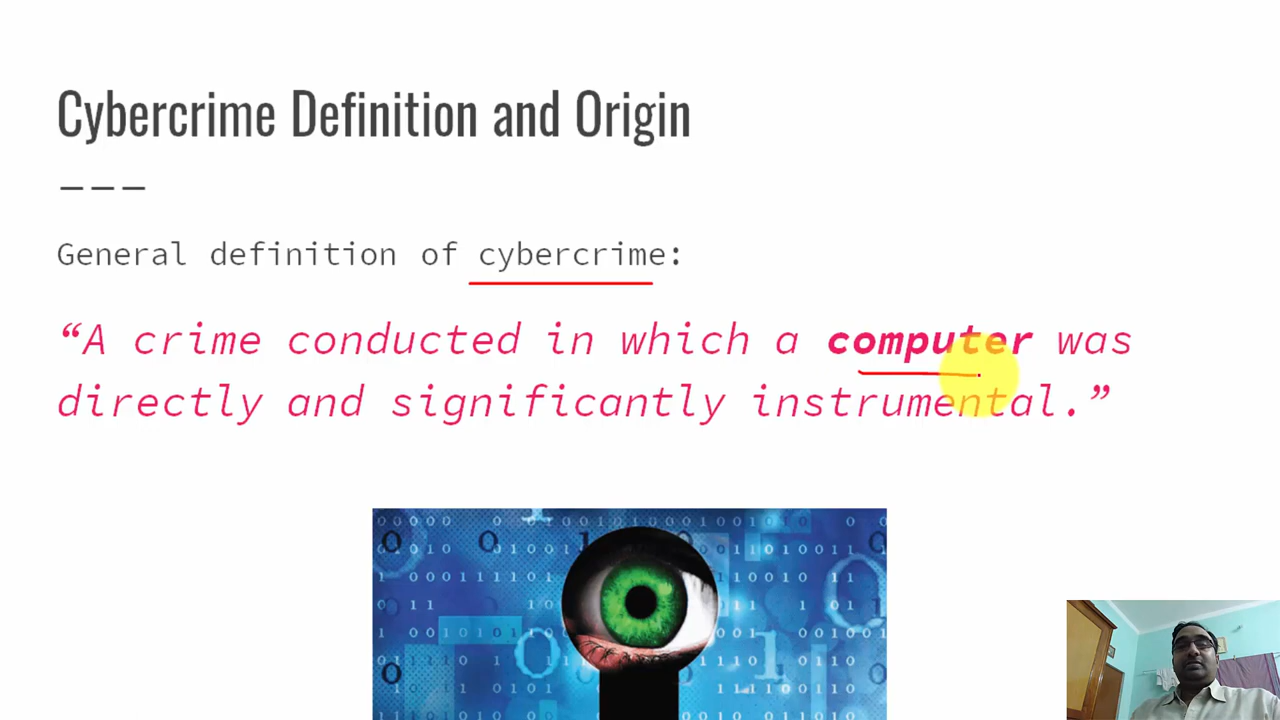 Cybercrime Definition and Origin
———
General definition of cybercrime:
“A crime conducted in which a computer was
directly and significantly instrumental.”